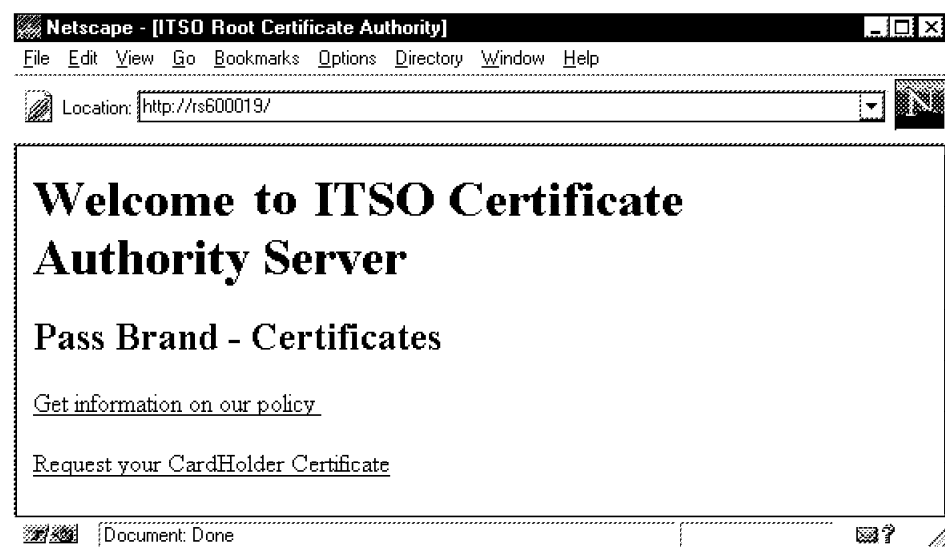 Netscape - [ITSO Root Certificate Authority]
File Edit View Go Bookmarks Options Directory Window Help
Location: http://rs600019/
N
Welcome to ITSO Certificate
Authority Server
Pass Brand - Certificates
Get information on our policy
Request your CardHolder Certificate
Document: Done
?